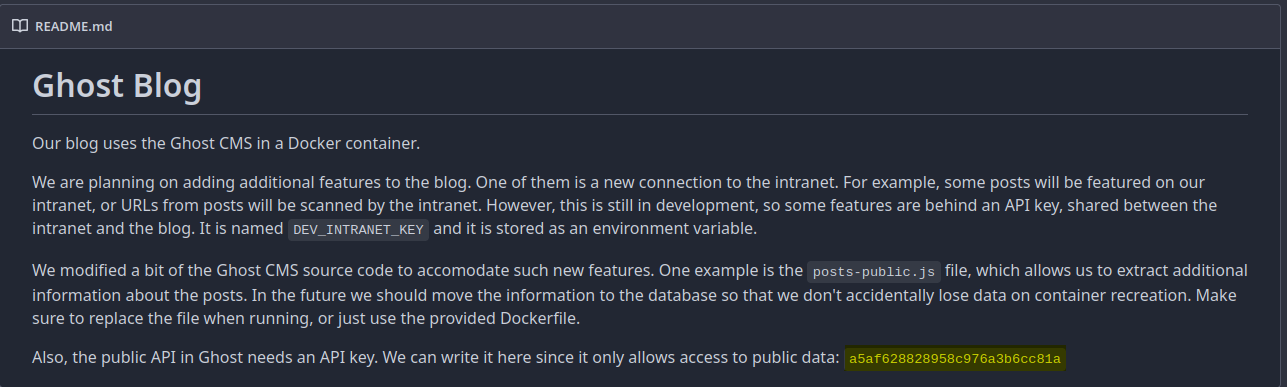 README.md
Ghost Blog
Our blog uses the Ghost CMS in a Docker container.
We are planning on adding additional features to the blog. One of them is a new connection to the intranet. For example, some posts will be featured on our
intranet, or URLs from posts will be scanned by the intranet. However, this is still in development, so some features are behind an API key, shared between the
intranet and the blog. It is named DEV_INTRANET_KEY and it is stored as an environment variable.
We modified a bit of the Ghost CMS source code to accomodate such new features. One example is the posts-public.js file, which allows us to extract additional
information about the posts. In the future we should move the information to the database so that we don't accidentally lose data on container recreation. Make
sure to replace the file when running, or just use the provided Dockerfile.
Also, the public API in Ghost needs an API key. We can write it here since it only allows access to public data: a5af628828958c976a3b6cc81a